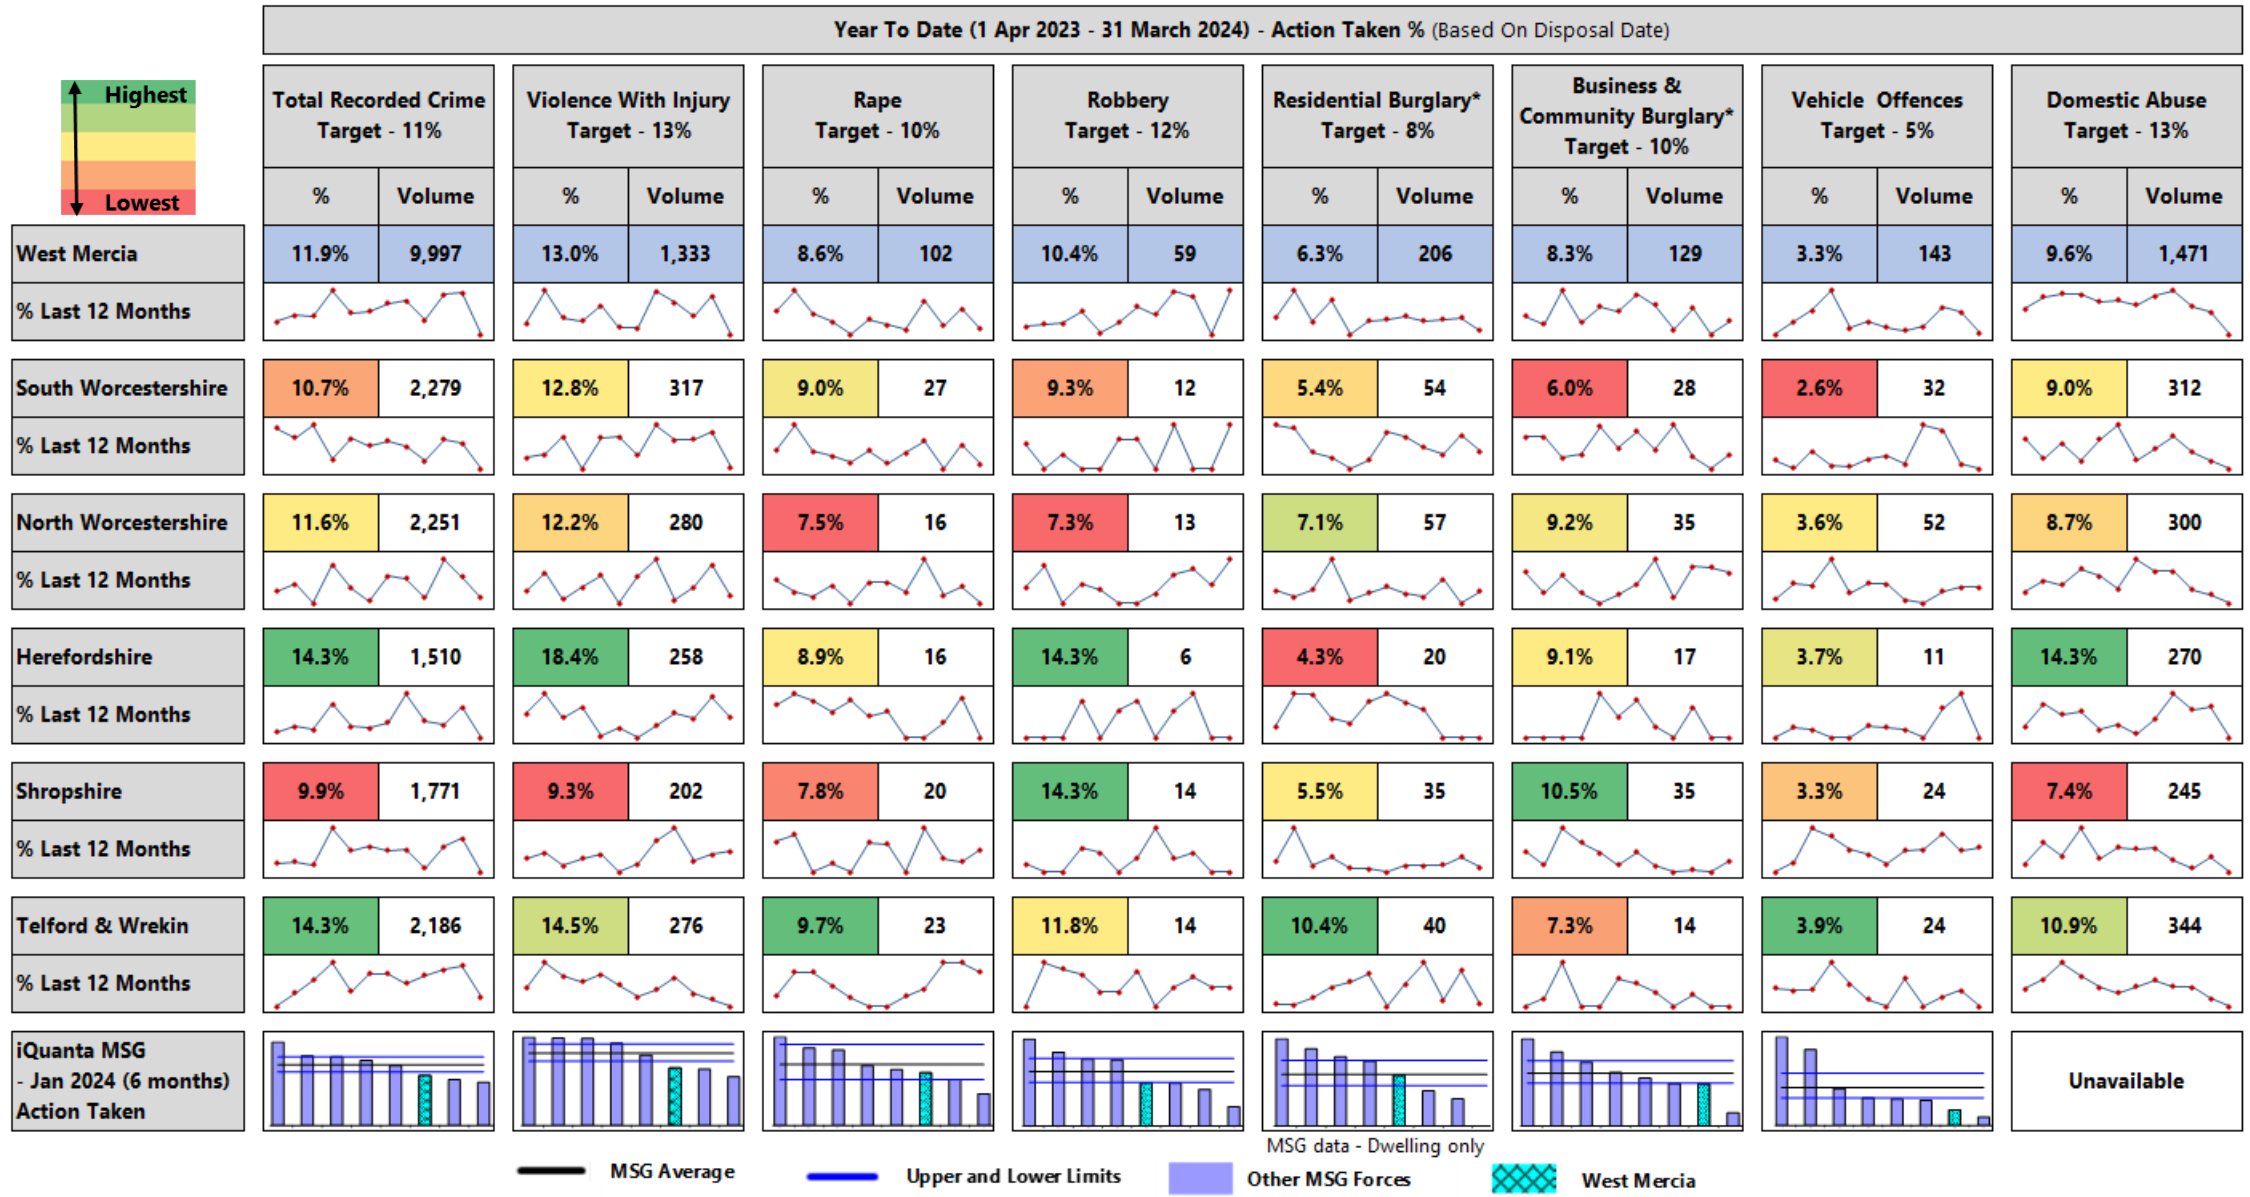 Year To Date (1 Apr 2023 - 31 March 2024) - Action Taken % (Based On Disposal Date)
Highest
Lowest
Total Recorded Crime
Target - 11%
Violence With Injury
Target - 13%
Rape
Target - 10%
Robbery
Target - 12%
Residential Burglary*
Target - 8%
Business &
Community Burglary*
Target - 10%
Vehicle Offences
Target - 5%
Domestic Abuse
Target - 13%
% Volume % Volume % Volume % Volume % Volume % Volume % Volume % Volume
West Mercia 11.9% 9,997 13.0% 1,333 8.6% 102 10.4% 59 6.3% 206 8.3% 129 3.3% 143 9.6% 1,471
% Last 12 Months
South Worcestershire 10.7% 2,279 12.8% 317 9.0% 27 9.3% 12 5.4% 54 6.0% 28 2.6% 32 9.0% 312
% Last 12 Months
North Worcestershire 11.6% 2,251 12.2% 280 7.5% 16 7.3% 13 7.1% 57 9.2% 35 3.6% 52 8.7% 300
% Last 12 Months
Herefordshire 14.3% 1,510 18.4% 258 8.9% 16 14.3% 6 4.3% 20 9.1% 17 3.7% 11 14.3% 270
% Last 12 Months
Shropshire 9.9% 1,771 9.3% 202 7.8% 20 14.3% 14 5.5% 35 10.5% 35 3.3% 24 7.4% 245
% Last 12 Months
Telford & Wrekin 14.3% 2,186 14.5% 276 9.7% 23 11.8% 14 10.4% 40 7.3% 14 3.9% 24 10.9% 344
% Last 12 Months
iQuanta MSG
- Jan 2024 (6 months)
Action Taken
Unavailable
MSG data - Dwelling only
MSG Average
Upper and Lower Limits
Other MSG Forces
West Mercia